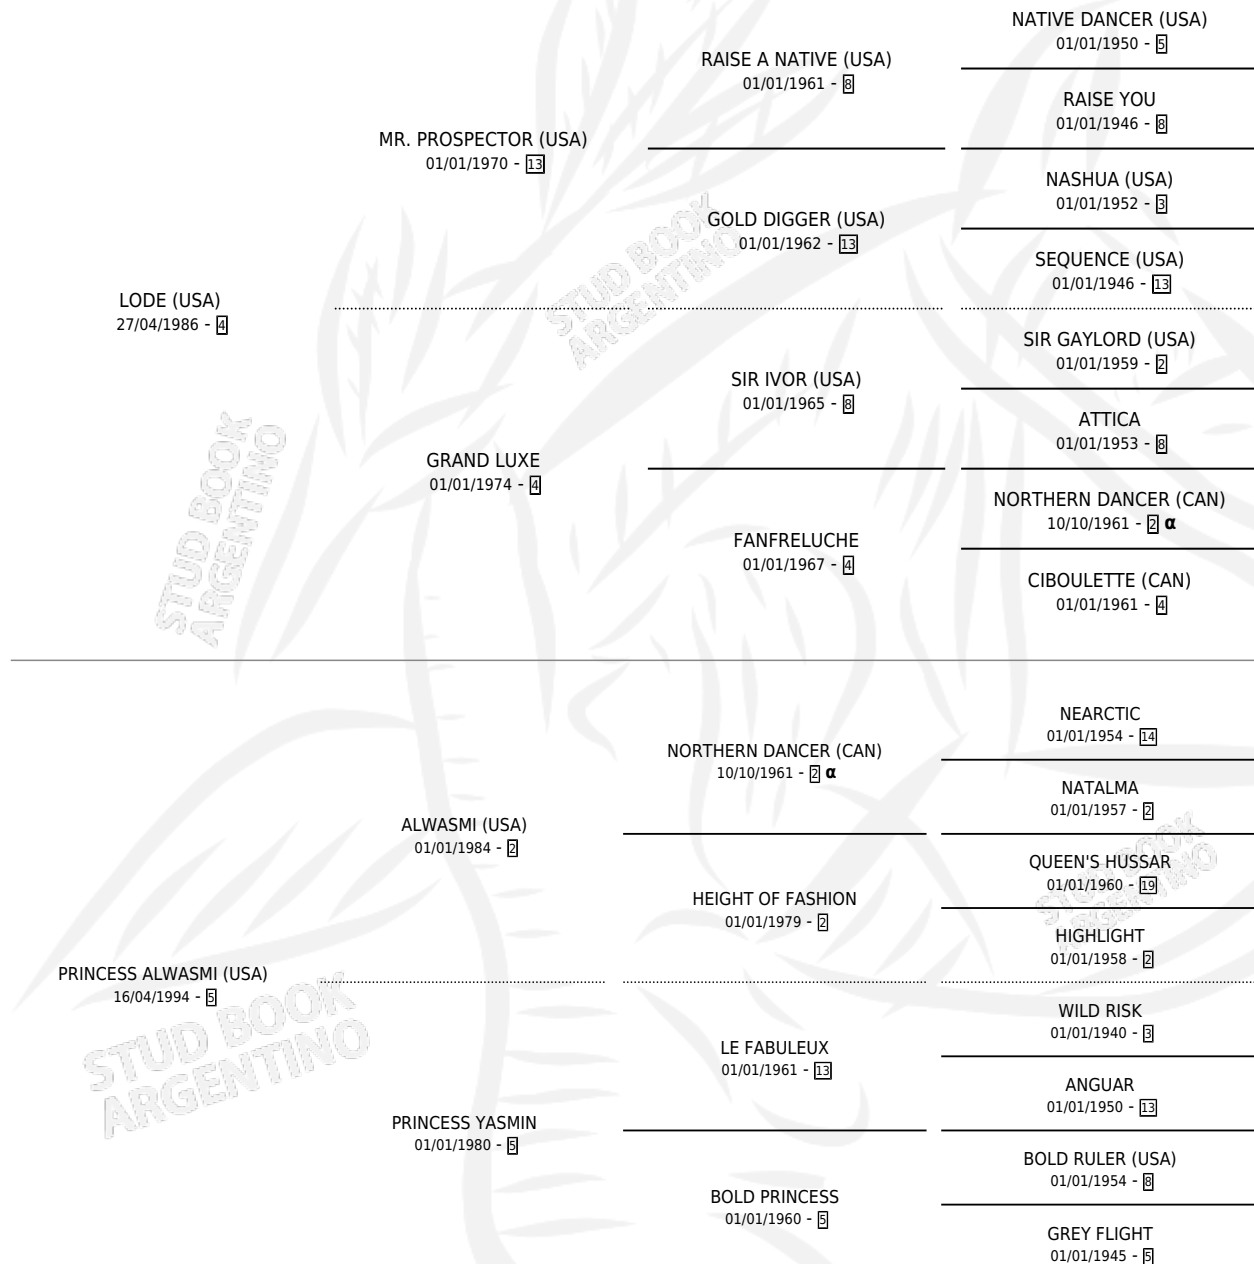 LODE (USA)
27/04/1986 - 4
MR. PROSPECTOR (USA)
01/01/1970 - 13
GRAND LUXE
01/01/1974 - 4
RAISE A NATIVE (USA)
01/01/1961 - 8
GOLD DIGGER (USA)
01/01/1962 - 13
SIR IVOR (USA)
01/01/1965 - 8
FANFRELUCHE
01/01/1967 - 4
NATIVE DANCER (USA)
01/01/1950 - 5
RAISE YOU
01/01/1946 - 8
NASHUA (USA)
01/01/1952 - 3
SEQUENCE (USA)
01/01/1946 - 13
SIR GAYLORD (USA)
01/01/1959 - 2
ATTICA
01/01/1953 - 8
NORTHERN DANCER (CAN)
10/10/1961 - 2 α
CIBOULETTE (CAN)
01/01/1961 - 4
PRINCESS ALWASMI (USA)
16/04/1994 - 5
ALWASMI (USA)
01/01/1984 - 2
PRINCESS YASMIN
01/01/1980 - 5
NORTHERN DANCER (CAN)
10/10/1961 - 2 α
HEIGHT OF FASHION
01/01/1979 - 2
LE FABULEUX
01/01/1961 - 13
BOLD PRINCESS
01/01/1960 - 5
NEARCTIC
01/01/1954 - 14
NATALMA
01/01/1957 - 2
QUEEN'S HUSSAR
01/01/1960 - 19
HIGHLIGHT
01/01/1958 - 2
WILD RISK
01/01/1940 - 3
ANGUAR
01/01/1950 - 13
BOLD RULER (USA)
01/01/1954 - 8
GREY FLIGHT
01/01/1945 - 5
STUD BOOK
ARGENTINO
STUD BOOK
ARGENTINO
STUD BOOK
ARGENTINO
STUD BOOK
ARGENTINO